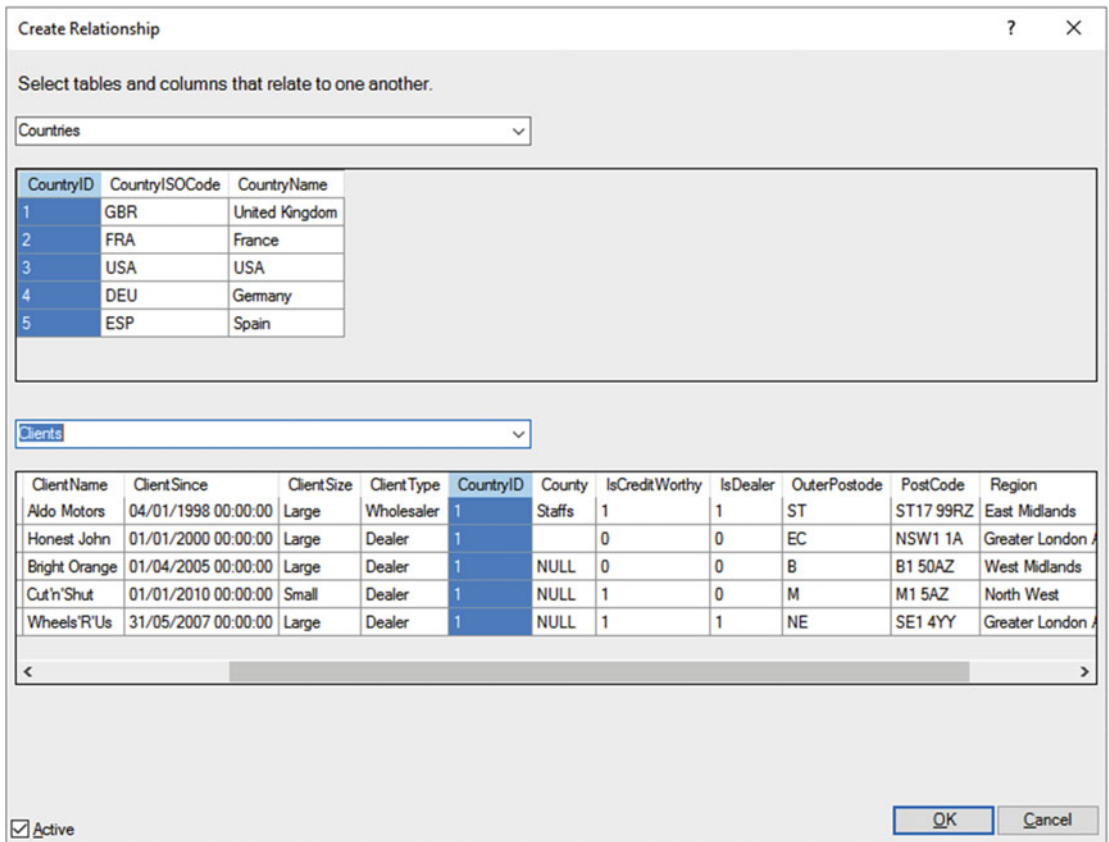 Create Relationship ? ×
Select tables and columns that relate to one another.
Countries
CountryID CountryISOCode CountryName
1 GBR United Kingdom
2 FRA France
3 USA USA
4 DEU Germany
5 ESP Spain
Clients
ClientName ClientSince ClientSize ClientType CountryID County IsCreditWorthy IsDealer OuterPostode PostCode Region
Aldo Motors 04/01/1998 00:00:00 Large Wholesaler 1 Staffs 1 1 ST ST17 99RZ East Midlands
Honest John 01/01/2000 00:00:00 Large Dealer 1 0 0 EC NSW1 1A Greater London
Bright Orange 01/04/2005 00:00:00 Large Dealer 1 NULL 0 0 B B1 50AZ West Midlands
Cut'n'Shut 01/01/2010 00:00:00 Small Dealer 1 NULL 1 0 M M1 5AZ North West
Wheels'R'Us 31/05/2007 00:00:00 Large Dealer 1 NULL 1 1 NE SE1 4YY Greater London
Active OK Cancel